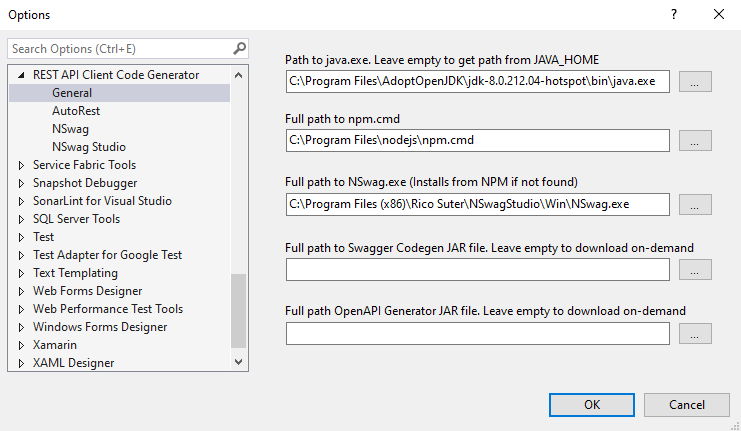 Options
? 
Search Options (Ctrl+E)
REST API Client Code Generator
General
AutoRest
NSwag
NSwag Studio
Service Fabric Tools
Snapshot Debugger
SonarLint for Visual Studio
SQL Server Tools
Test
Test Adapter for Google Test
Text Templating
Web Forms Designer
Web Performance Test Tools
Windows Forms Designer
Xamarin
XAML Designer
Path to java.exe. Leave empty to get path from JAVA_HOME
C:\Program Files\AdoptOpenJDK\jdk-8.0.212.04-hotspot\bin\java.exe
...
Full path to npm.cmd
C:\Program Files\nodejs\npm.cmd
...
Full path to NSwag.exe (Installs from NPM if not found)
C:\Program Files (x86)\Rico Suter\NSwagStudio\Win\NSwag.exe
...
Full path to Swagger Codegen JAR file. Leave empty to download on-demand
...
Full path OpenAPI Generator JAR file. Leave empty to download on-demand
...
OK
Cancel